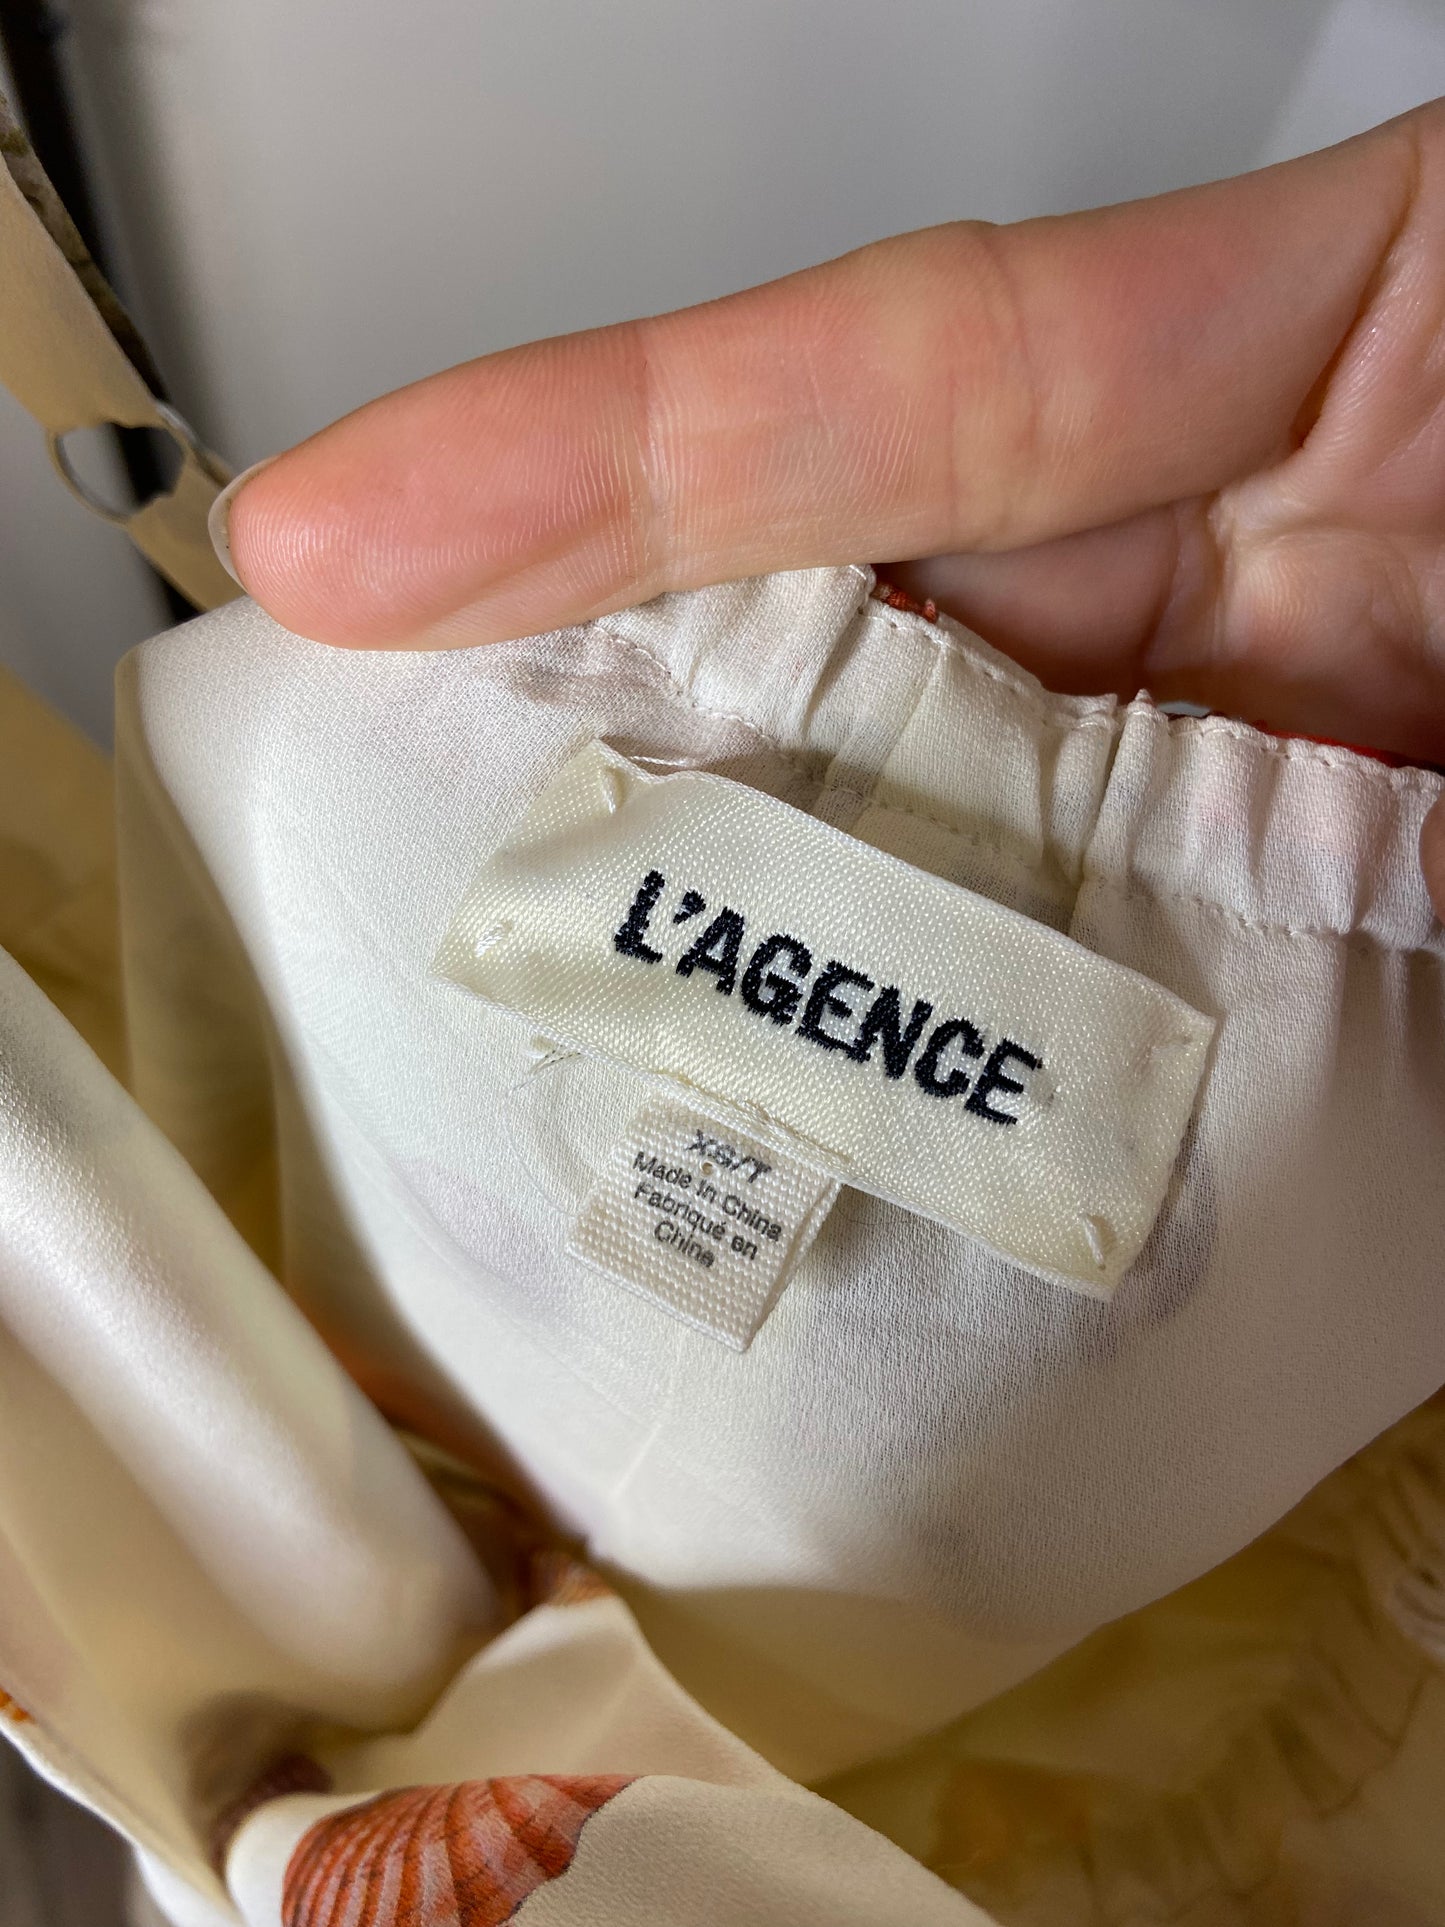 L'AGENCE
XS/T
Made in China
Fabriqué en
Chine